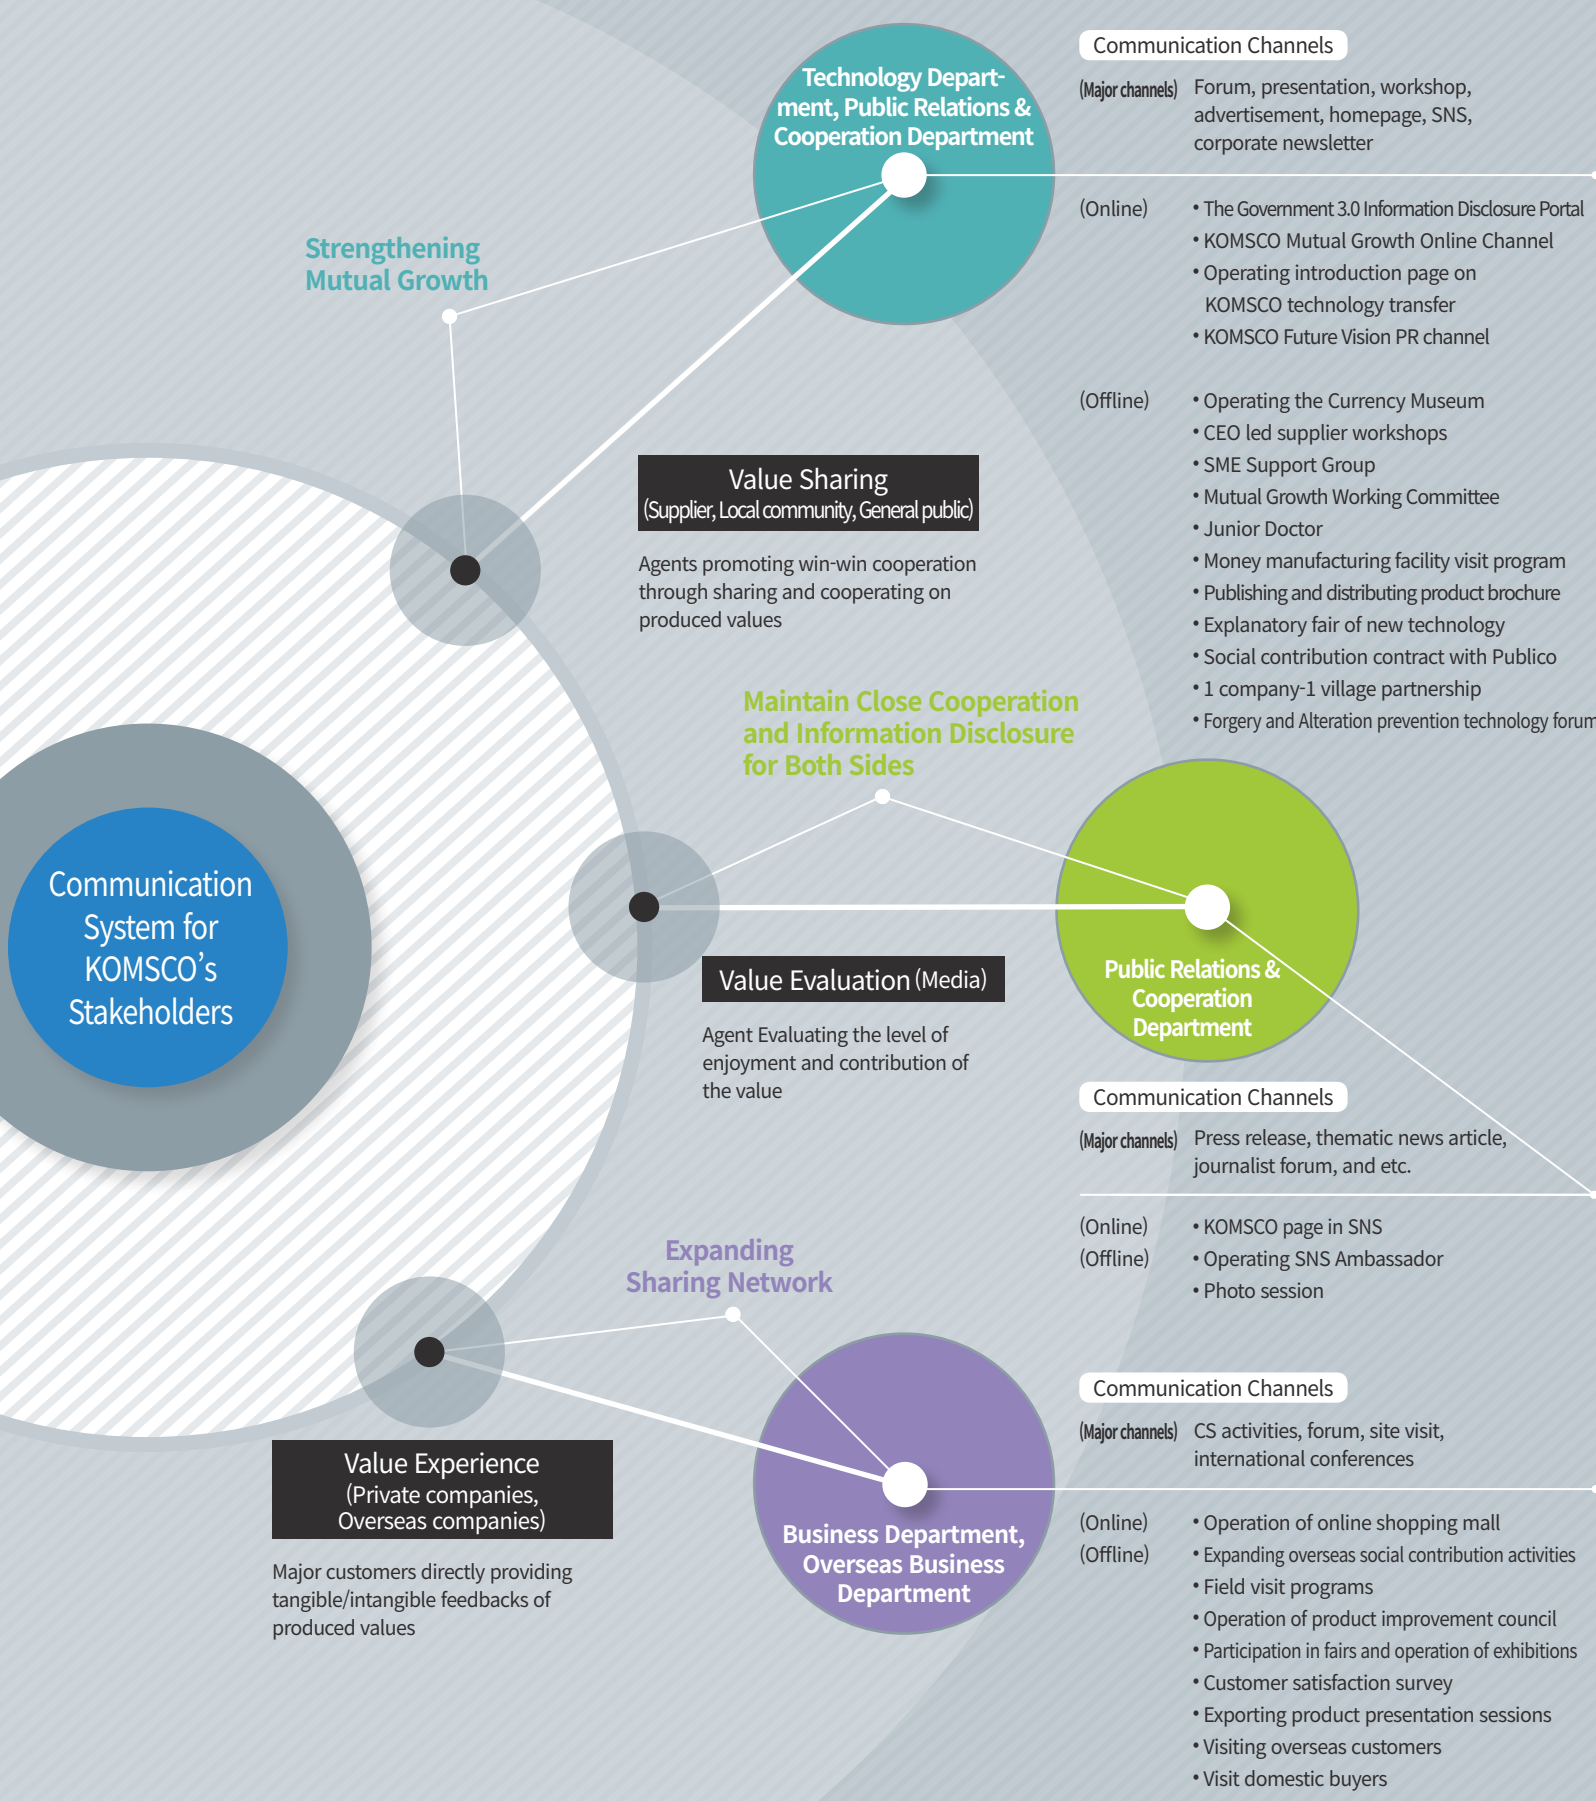 Communication
System for
KOMSCO's
Stakeholders
Strengthening
Mutual Growth
Technology Depart-
ment, Public Relations &
Cooperation Department
Value Sharing
(Supplier, Local community, General public)
Agents promoting win-win cooperation
through sharing and cooperating on
produced values
Communication Channels
(Major channels) Forum, presentation, workshop,
advertisement, homepage, SNS,
corporate newsletter
(Online) • The Government 3.0 Information Disclosure Portal
• KOMSCO Mutual Growth Online Channel
• Operating introduction page on
KOMSCO technology transfer
• KOMSCO Future Vision PR channel
(Offline) • Operating the Currency Museum
• CEO led supplier workshops
• SME Support Group
• Mutual Growth Working Committee
• Junior Doctor
• Money manufacturing facility visit program
• Publishing and distributing product brochure
• Explanatory fair of new technology
• Social contribution contract with Publico
• 1 company-1 village partnership
• Forgery and Alteration prevention technology forum
Maintain Close Cooperation
and Information Disclosure
for Both Sides
Public Relations &
Cooperation
Department
Value Evaluation (Media)
Agent Evaluating the level of
enjoyment and contribution of
the value
Communication Channels
(Major channels) Press release, thematic news article,
journalist forum, and etc.
(Online) • KOMSCO page in SNS
(Offline) • Operating SNS Ambassador
• Photo session
Expanding
Sharing Network
Business Department,
Overseas Business
Department
Value Experience
(Private companies,
Overseas companies)
Major customers directly providing
tangible/intangible feedbacks of
produced values
Communication Channels
(Major channels) CS activities, forum, site visit,
international conferences
(Online) • Operation of online shopping mall
(Offline) • Expanding overseas social contribution activities
• Field visit programs
• Operation of product improvement council
• Participation in fairs and operation of exhibitions
• Customer satisfaction survey
• Exporting product presentation sessions
• Visiting overseas customers
• Visit domestic buyers